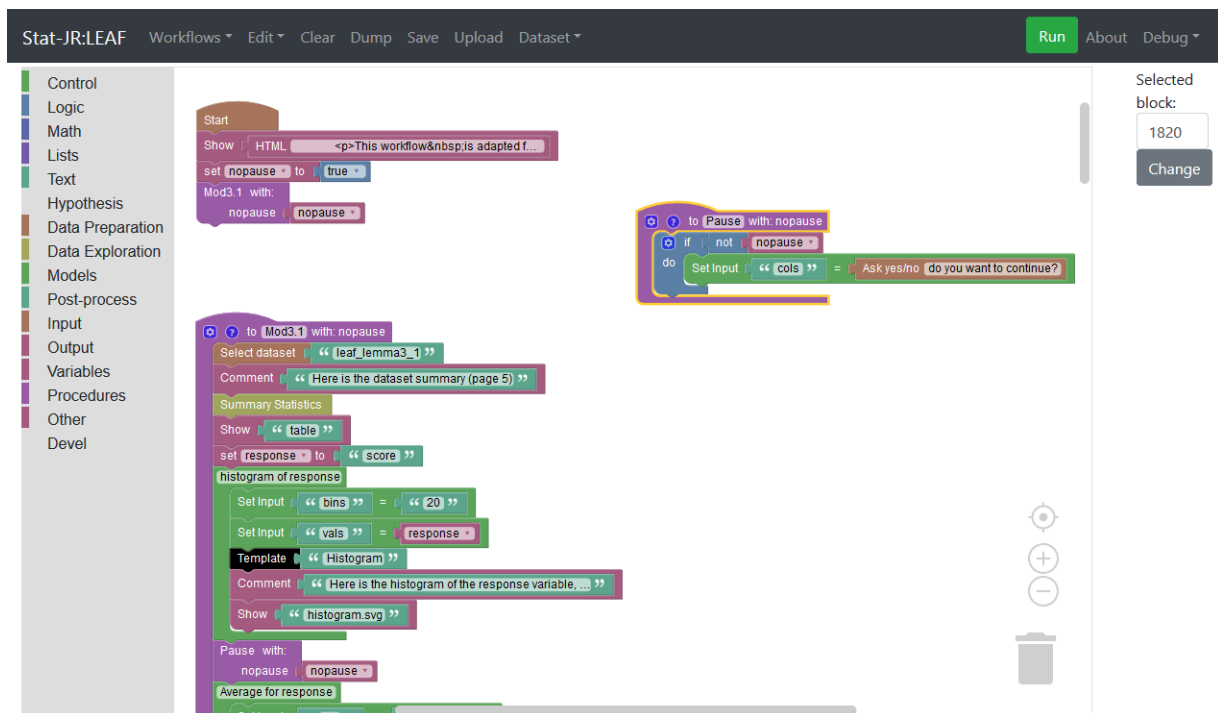 Stat-JR:LEAF Workflows Edit Clear Dump Save Upload Dataset Run About Debug
Control
Logic
Math
Lists
Text
Hypothesis
Data Preparation
Data Exploration
Models
Post-process
Input
Output
Variables
Procedures
Other
Devel
Start
Show HTML <p>This workflow&nbsp;is adapted f...
set nopause to true
Mod3.1 with:
nopause nopause
to Pause with: nopause
if not nopause
do Set Input “ cols ” = Ask yes/no do you want to continue?
to Mod3.1 with: nopause
Select dataset “ leaf_lemma3_1 ”
Comment “ Here is the dataset summary (page 5) ”
Summary Statistics
Show “ table ”
set response to “ score ”
histogram of response
Set Input “ bins ” = “ 20 ”
Set Input “ vals ” = response
Template “ Histogram ”
Comment “ Here is the histogram of the response variable, ... ”
Show “ histogram.svg ”
Pause with:
nopause nopause
Average for response
Selected
block:
1820
Change